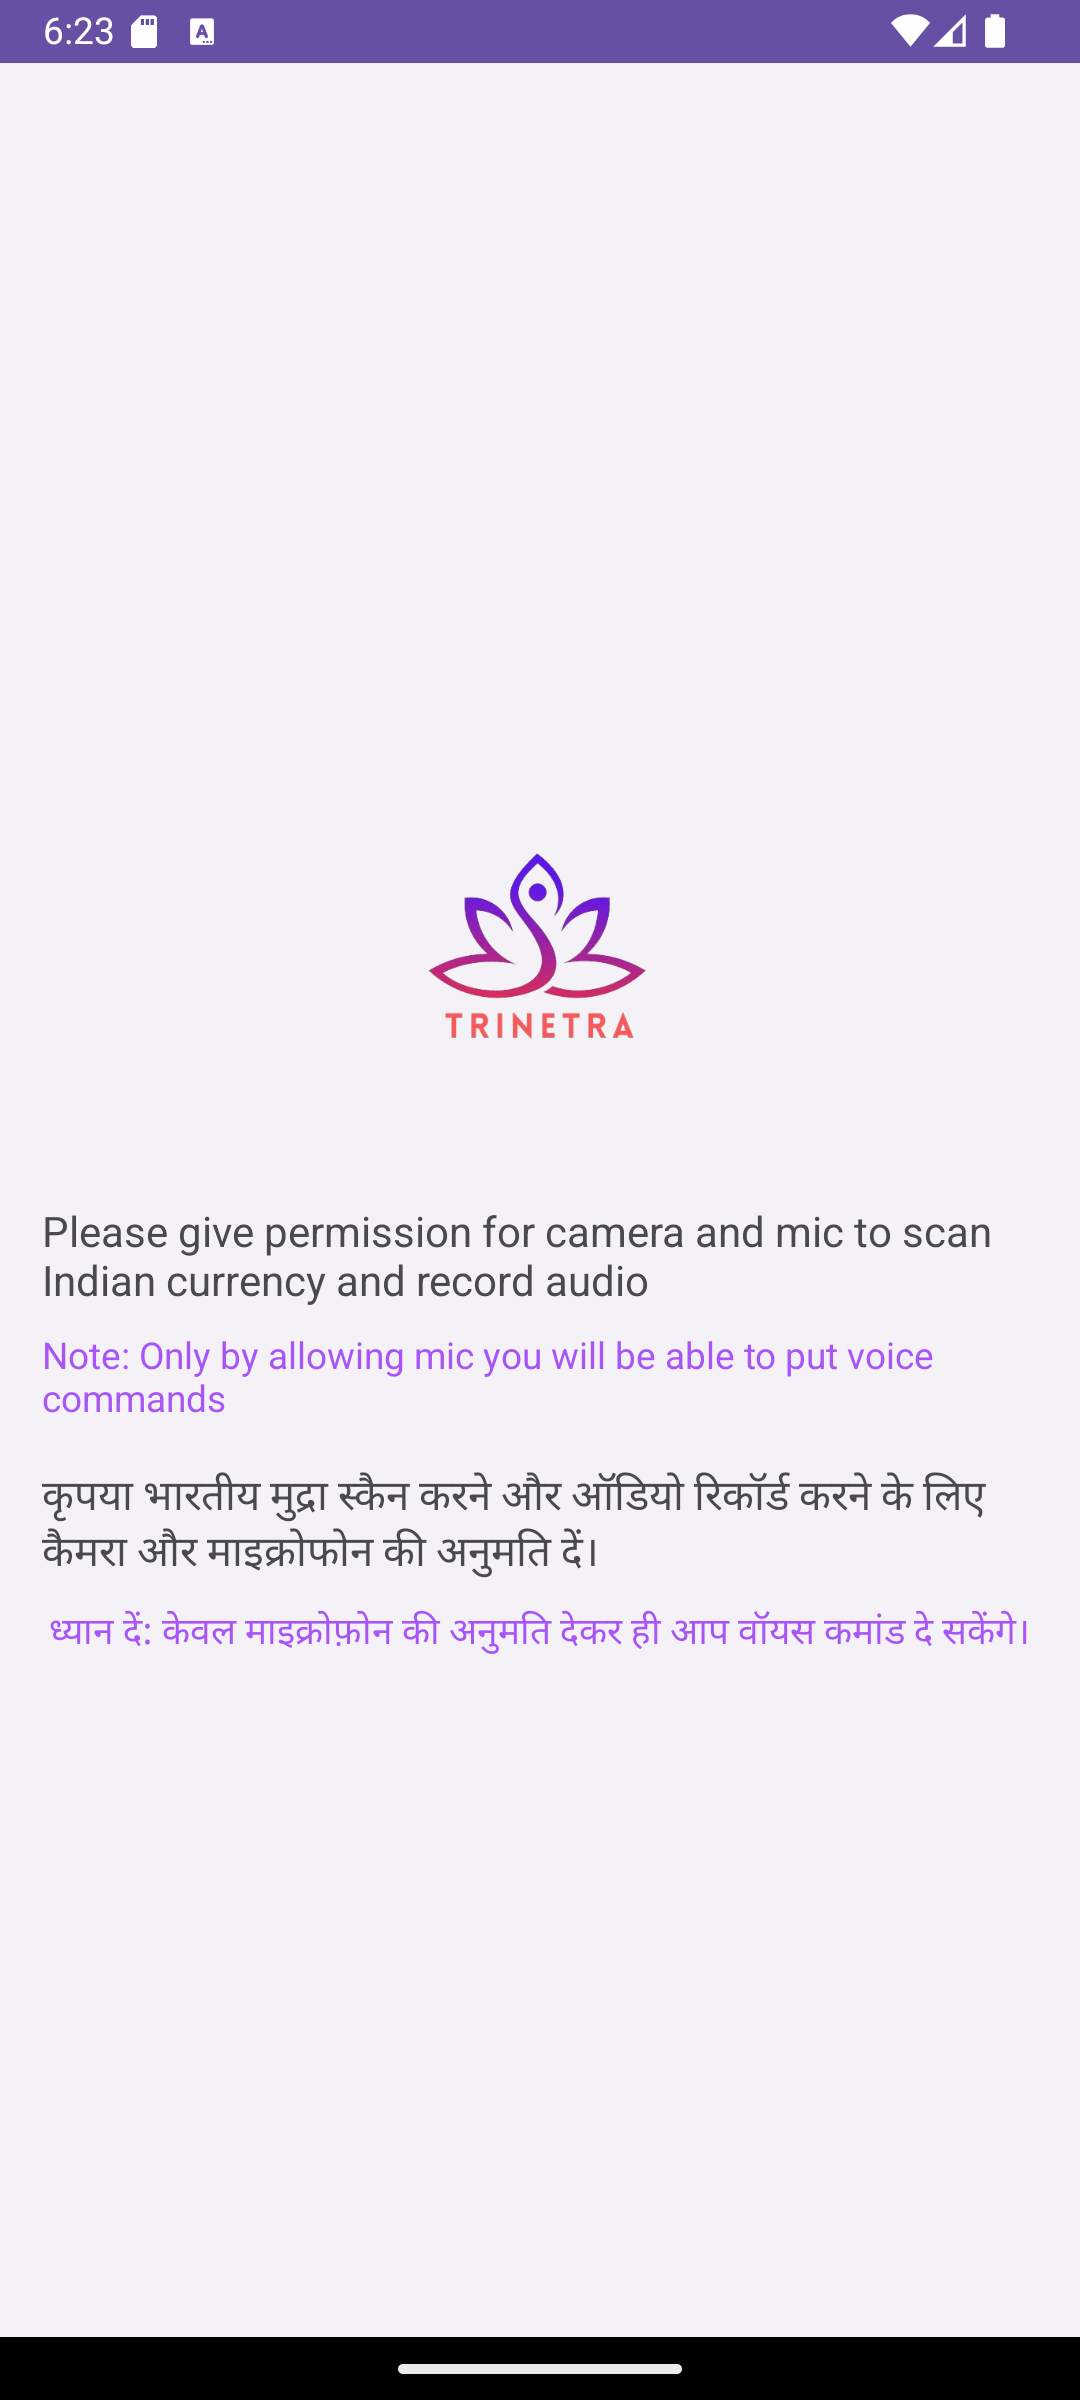 6:23
TRINETRA
Please give permission for camera and mic to scan
Indian currency and record audio
Note: Only by allowing mic you will be able to put voice
commands
कृपया भारतीय मुद्रा स्कैन करने और ऑडियो रिकॉर्ड करने के लिए
कैमरा और माइक्रोफोन की अनुमति दें।
ध्यान दें: केवल माइक्रोफ़ोन की अनुमति देकर ही आप वॉयस कमांड दे सकेंगे।